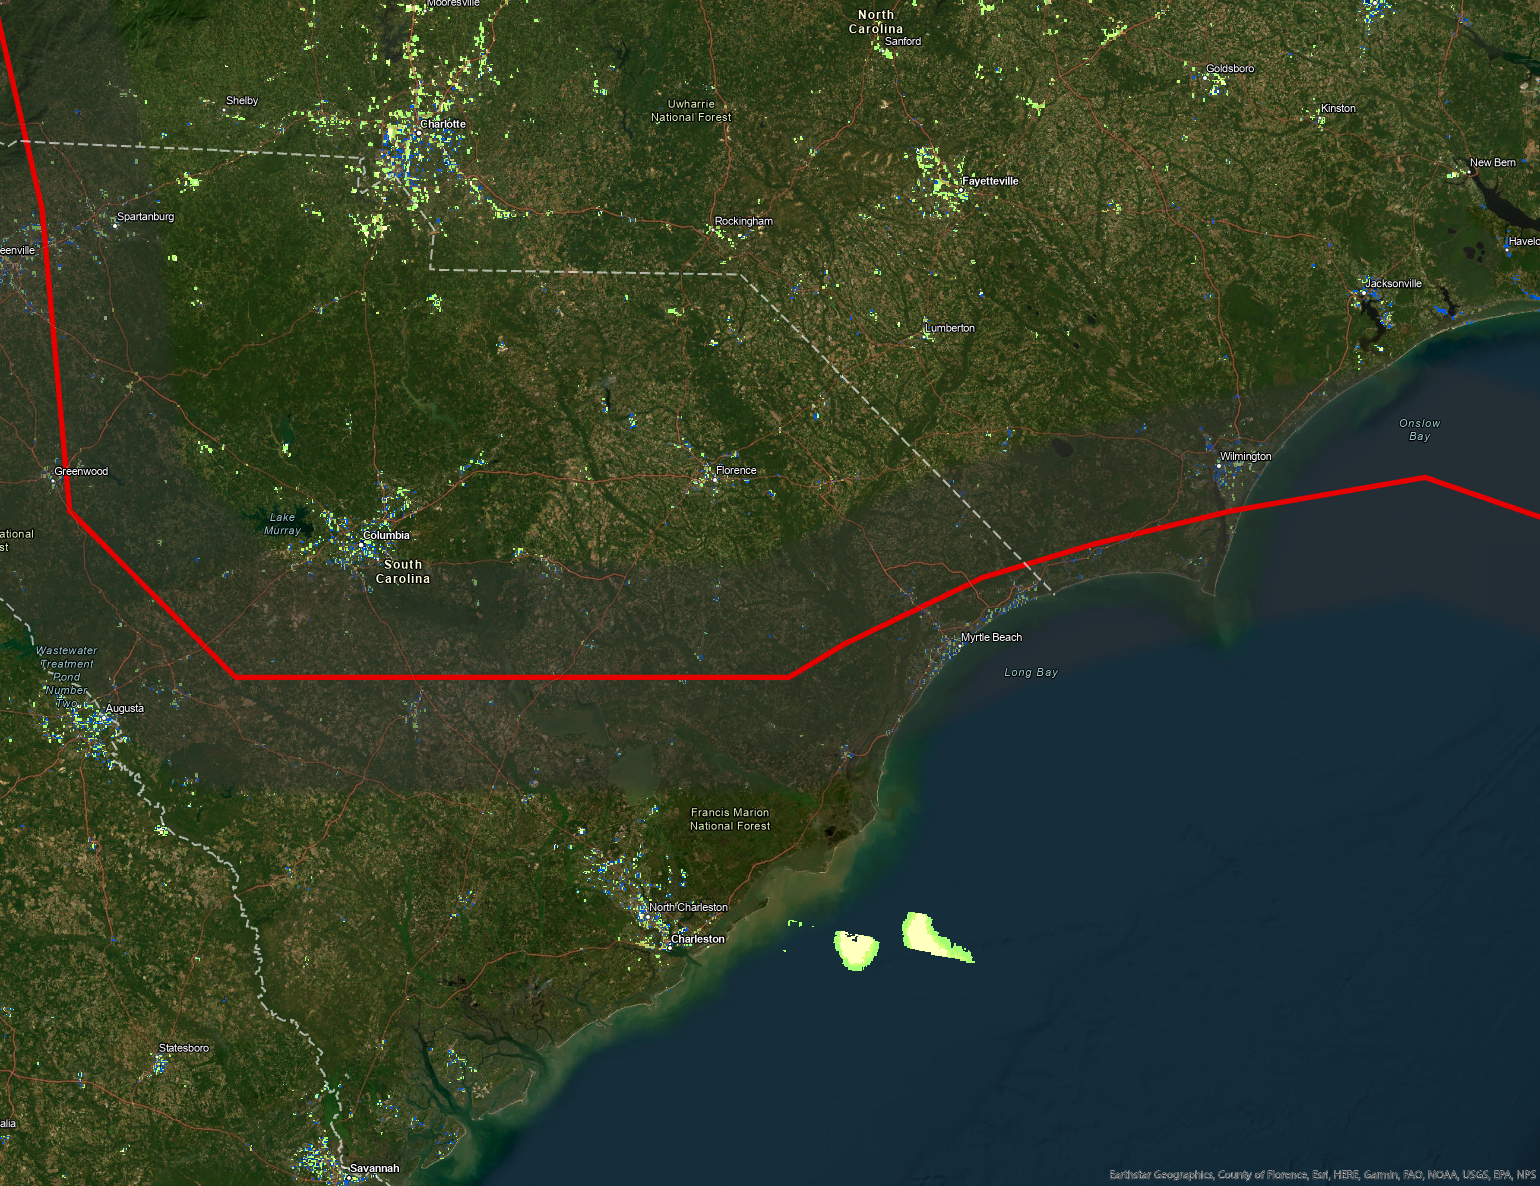 Mooresville
North
Carolina
Sanford
Goldsboro
Shelby
Uwharrie
National Forest
Kinston
Charlotte
New Bern
Fayetteville
Spartanburg
Rockingham
eenville
Havelo
Jacksonville
Lumberton
Onslow
Bay
Wilmington
Greenwood
Florence
Lake
Murray
ational
st
Columbia
South
Carolina
Myrtle Beach
Wastewater
Treatment
Pond
Number
Two
Long Bay
Augusta
Francis Marion
National Forest
North Charleston
Charleston
Statesboro
alia
Savannah
Earthstar Geographics, County of Florence, Esri, HERE, Garmin, FAO, NOAA, USGS, EPA, NPS